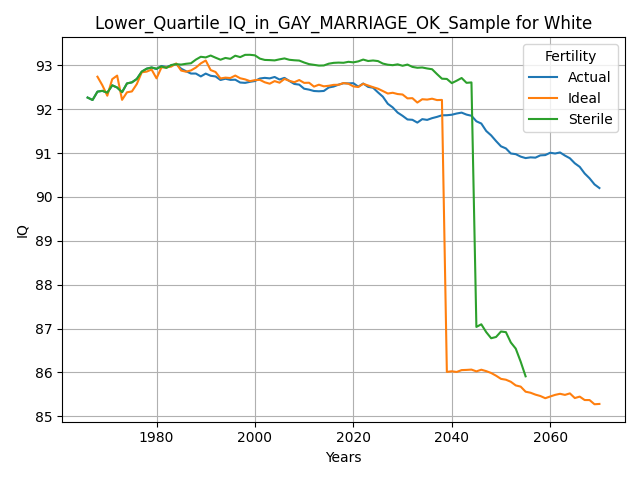 Lower_Quartile_IQ_in_GAY_MARRIAGE_OK_Sample for White
Fertility
Actual
Ideal
Sterile
93
92
91
90
89
88
87
86
85
IQ
1980
2000
2020
2040
2060
Years